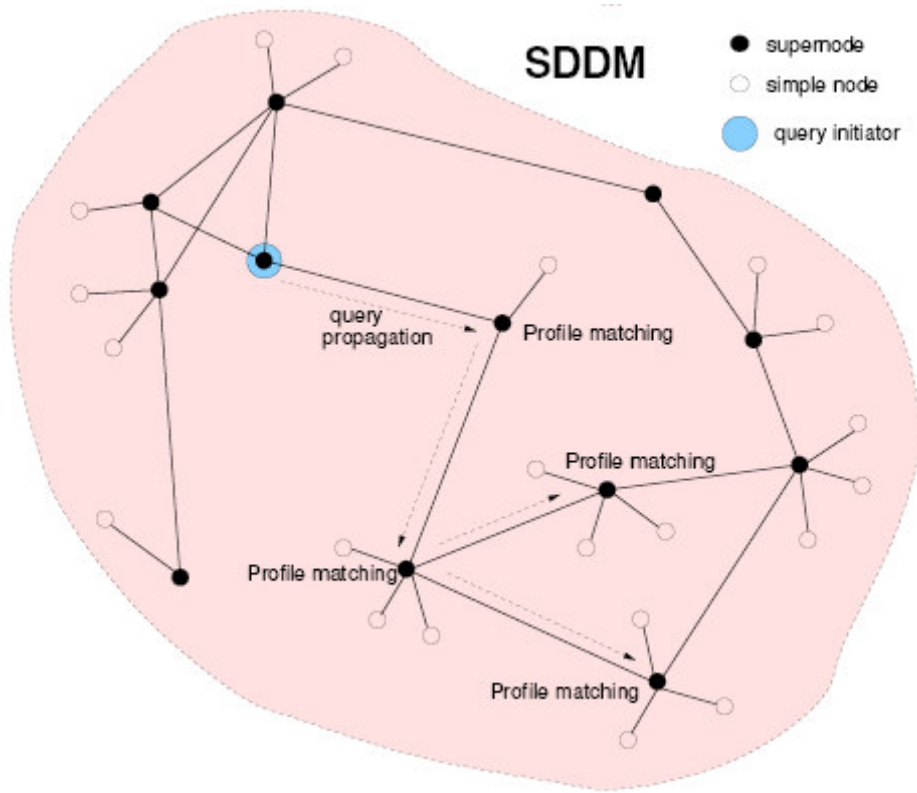 SDDM
supernode
simple node
query initiator
query
propagation
Profile matching
Profile matching
Profile matching
Profile matching